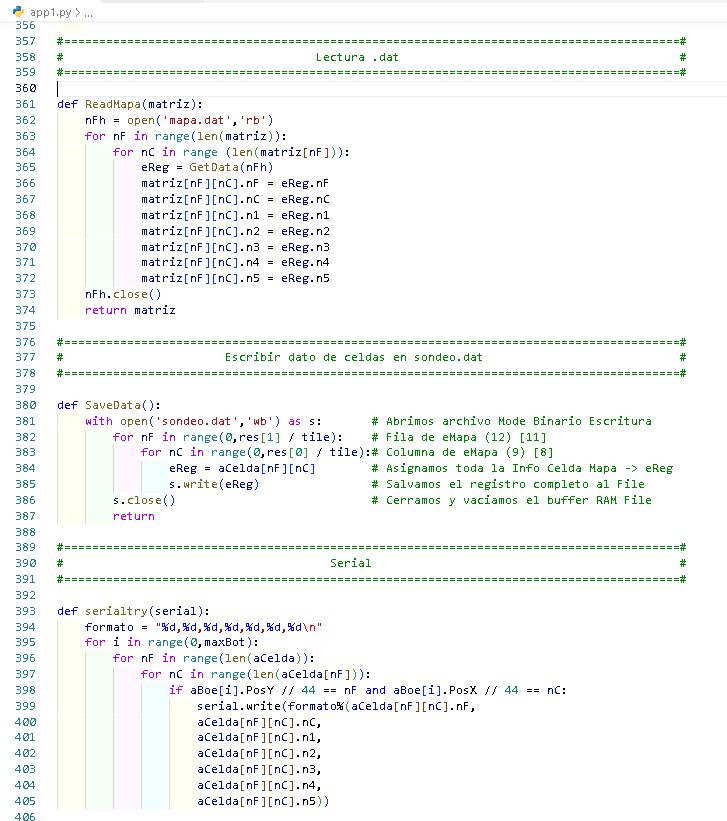 app1.py > ...
356
357 #========================================================================================#
358 # Lectura .dat #
359 #========================================================================================#
360
361 def ReadMapa(matriz):
362     nFh = open('mapa.dat','rb')
363     for nF in range(len(matriz)):
364         for nC in range (len(matriz[nF])):
365             eReg = GetData(nFh)
366             matriz[nF][nC].nF = eReg.nF
367             matriz[nF][nC].nC = eReg.nC
368             matriz[nF][nC].n1 = eReg.n1
369             matriz[nF][nC].n2 = eReg.n2
370             matriz[nF][nC].n3 = eReg.n3
371             matriz[nF][nC].n4 = eReg.n4
372             matriz[nF][nC].n5 = eReg.n5
373     nFh.close()
374     return matriz
375
376 #========================================================================================#
377 # Escribir dato de celdas en sondeo.dat #
378 #========================================================================================#
379
380 def SaveData():
381     with open('sondeo.dat','wb') as s:       # Abrimos archivo Mode Binario Escritura
382         for nF in range(0,res[1] / tile):    # Fila de eMapa (12) [11]
383             for nC in range(0,res[0] / tile):# Columna de eMapa (9) [8]
384                 eReg = aCelda[nF][nC]        # Asignamos toda la Info Celda Mapa -> eReg
385                 s.write(eReg)                # Salvamos el registro completo al File
386         s.close()                            # Cerramos y vaciamos el buffer RAM File
387         return
388
389 #========================================================================================#
390 # Serial #
391 #========================================================================================#
392
393 def serialtry(serial):
394     formato = "%d,%d,%d,%d,%d,%d,%d\n"
395     for i in range(0,maxBot):
396         for nF in range(len(aCelda)):
397             for nC in range(len(aCelda[nF])):
398                 if aBoe[i].PosY // 44 == nF and aBoe[i].PosX // 44 == nC:
399                     serial.write(formato%(aCelda[nF][nC].nF,
400                     aCelda[nF][nC].nC,
401                     aCelda[nF][nC].n1,
402                     aCelda[nF][nC].n2,
403                     aCelda[nF][nC].n3,
404                     aCelda[nF][nC].n4,
405                     aCelda[nF][nC].n5))
406